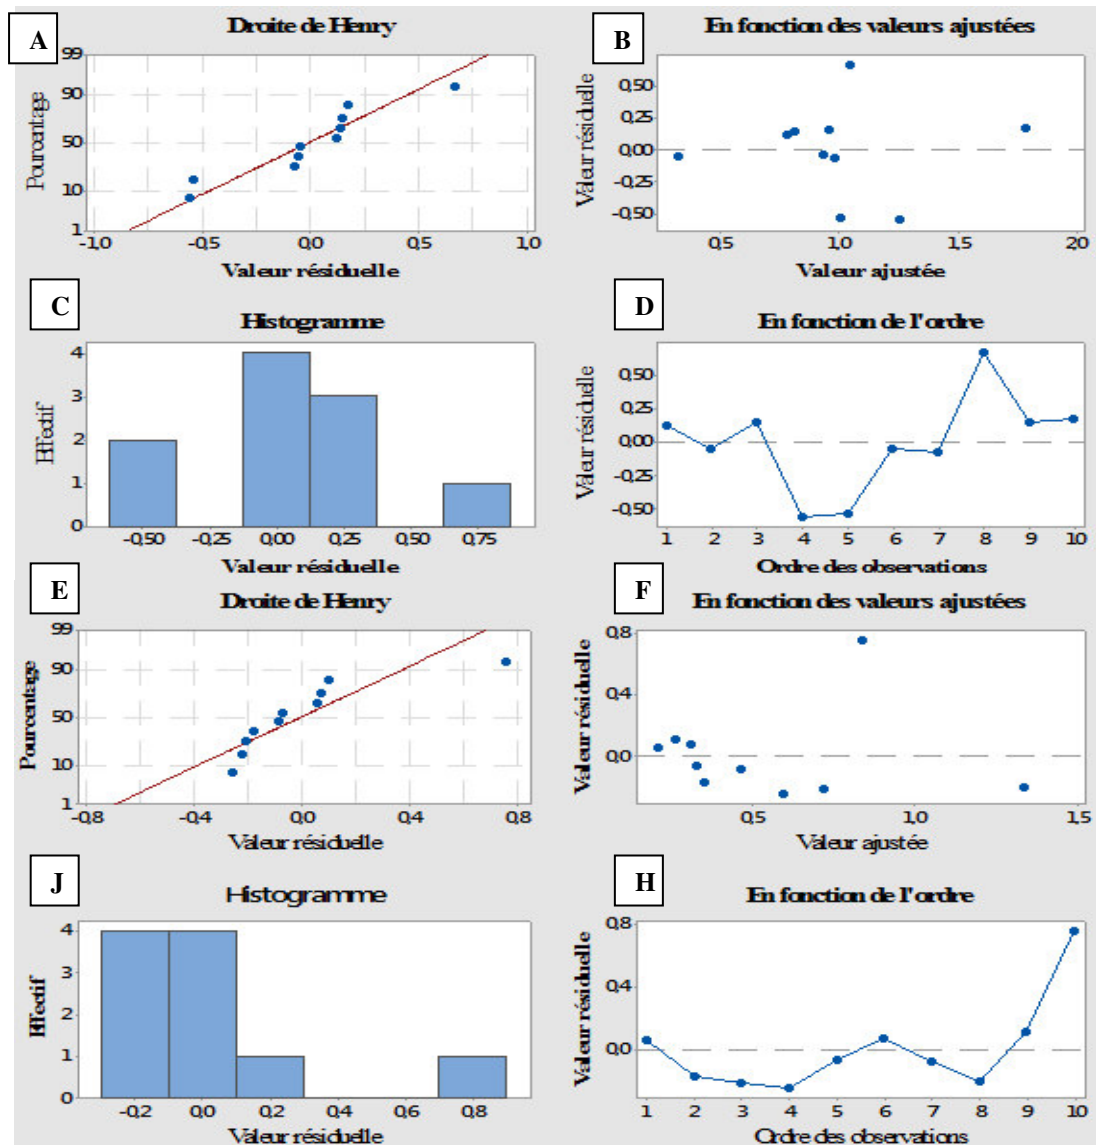 A
Droite de Henry
99
90
50
10
1
Pourcentage
-1,0 -0,5 0,0 0,5 1,0
Valeur résiduelle
B
En fonction des valeurs ajustées
0,50
0,25
0,00
-0,25
-0,50
Valeur résiduelle
0,5 1,0 1,5 2,0
Valeur ajustée
C
Histogramme
4
3
2
1
0
Effectif
-0,50 -0,25 0,00 0,25 0,50 0,75
Valeur résiduelle
D
En fonction de l'ordre
0,50
0,25
0,00
-0,25
-0,50
Valeur résiduelle
1 2 3 4 5 6 7 8 9 10
Ordre des observations
E
Droite de Henry
99
90
50
10
1
Pourcentage
-0,8 -0,4 0,0 0,4 0,8
Valeur résiduelle
F
En fonction des valeurs ajustées
0,8
0,4
0,0
Valeur résiduelle
0,5 1,0 1,5
Valeur ajustée
J
Histogramme
4
3
2
1
0
Effectif
-0,2 0,0 0,2 0,4 0,6 0,8
Valeur résiduelle
H
En fonction de l'ordre
0,8
0,4
0,0
Valeur résiduelle
1 2 3 4 5 6 7 8 9 10
Ordre des observations